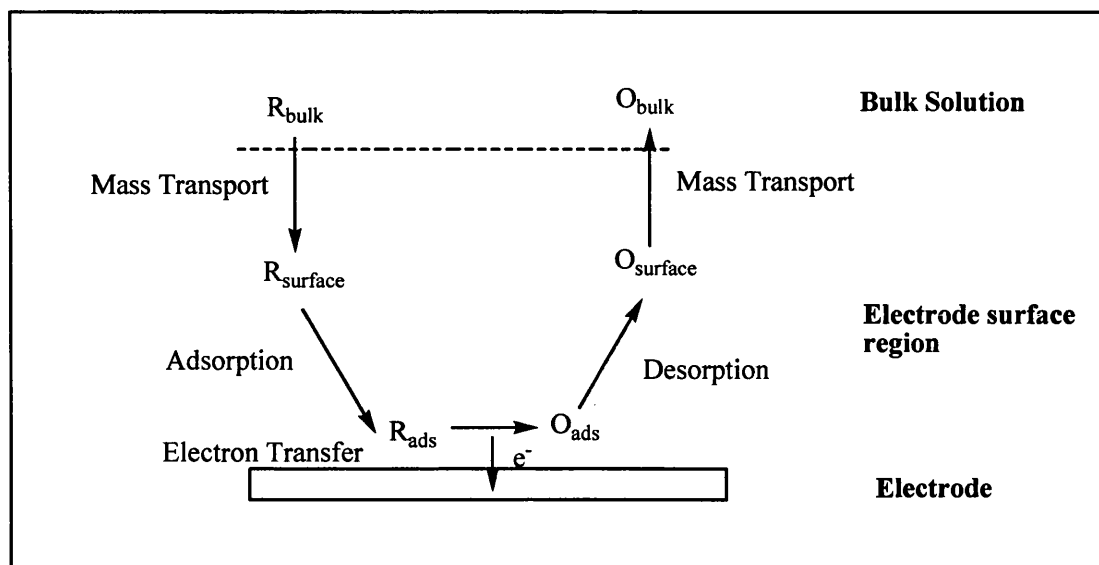 R_bulk
O_bulk
Bulk Solution
Mass Transport
Mass Transport
R_surface
O_surface
Electrode surface
region
Adsorption
Desorption
R_ads
O_ads
Electron Transfer
e^-
Electrode